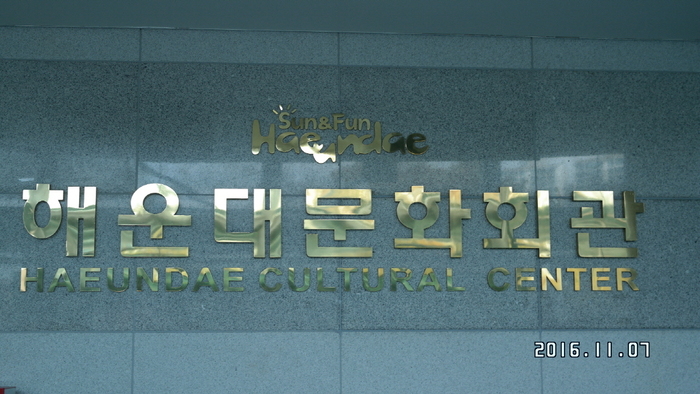 Sun&Fun
Haeundae
해운대문화회관
HAEUNDAE CULTURAL CENTER
2016.11.07